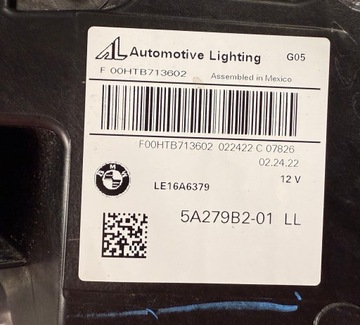 AL Automotive Lighting G05
F 00HTB713602 Assembled in Mexico
F00HTB713602 022422 C 07826
02.24.22
BMW
LE16A6379 12 V
5A279B2-01 LL